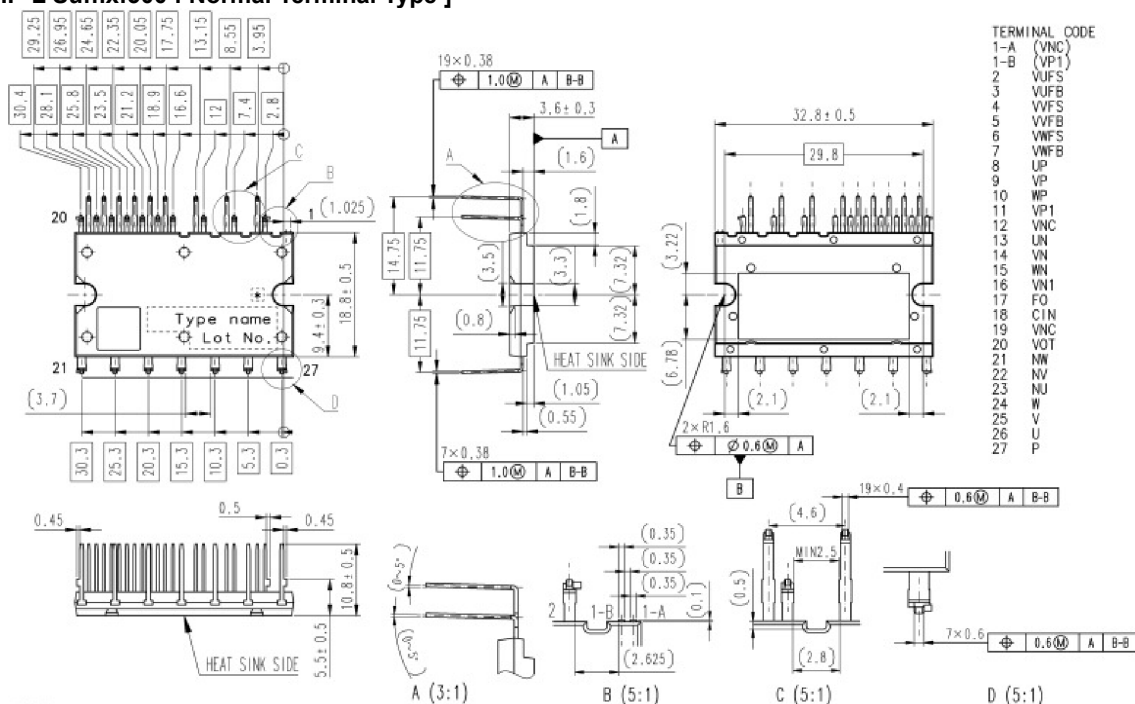 Suffix:500 : Normal Terminal Type ]
29.25 26.95 24.65 22.35 20.05 17.75 13.15 8.55 3.95
30.4 28.1 25.8 23.5 21.2 18.9 16.6 12 7.4 2.8
C
B
20
1
(1.025)
18.8± 0.5
9.4± 0.3
*
Type name
Lot No.
21
27
D
(3.7)
30.3 25.3 20.3 15.3 10.3 5.3 0.3
19×0.38
⌖ 1.0Ⓜ A B-B
3.6± 0.3
A
A
(1.6)
(1.8)
14.75
11.75
(3.5)
(3.3)
(7.32)
(7.32)
11.75
(0.8)
HEAT SINK SIDE
(1.05)
(0.55)
7×0.38
⌖ 1.0Ⓜ A B-B
32.8± 0.5
29.8
(3.22)
(6.78)
(2.1)
(2.1)
2×R1.6
⌖ Ø 0.6Ⓜ A
B
TERMINAL CODE
1-A (VNC)
1-B (VP1)
2 VUFS
3 VUFB
4 VVFS
5 VVFB
6 VWFS
7 VWFB
8 UP
9 VP
10 WP
11 VP1
12 VNC
13 UN
14 VN
15 WN
16 VN1
17 FO
18 CIN
19 VNC
20 VOT
21 NW
22 NV
23 NU
24 W
25 V
26 U
27 P
0.45
0.5
0.45
10.8± 0.5
5.5± 0.5
HEAT SINK SIDE
(0~5°)
(0~5°)
A (3:1)
(0.35)
(0.35)
(0.35)
(0.1)
2
1-B
1-A
(2.625)
B (5:1)
19×0.4
⌖ 0.6Ⓜ A B-B
(4.6)
MIN2.5
(0.5)
(2.8)
C (5:1)
7×0.6
⌖ 0.6Ⓜ A B-B
D (5:1)